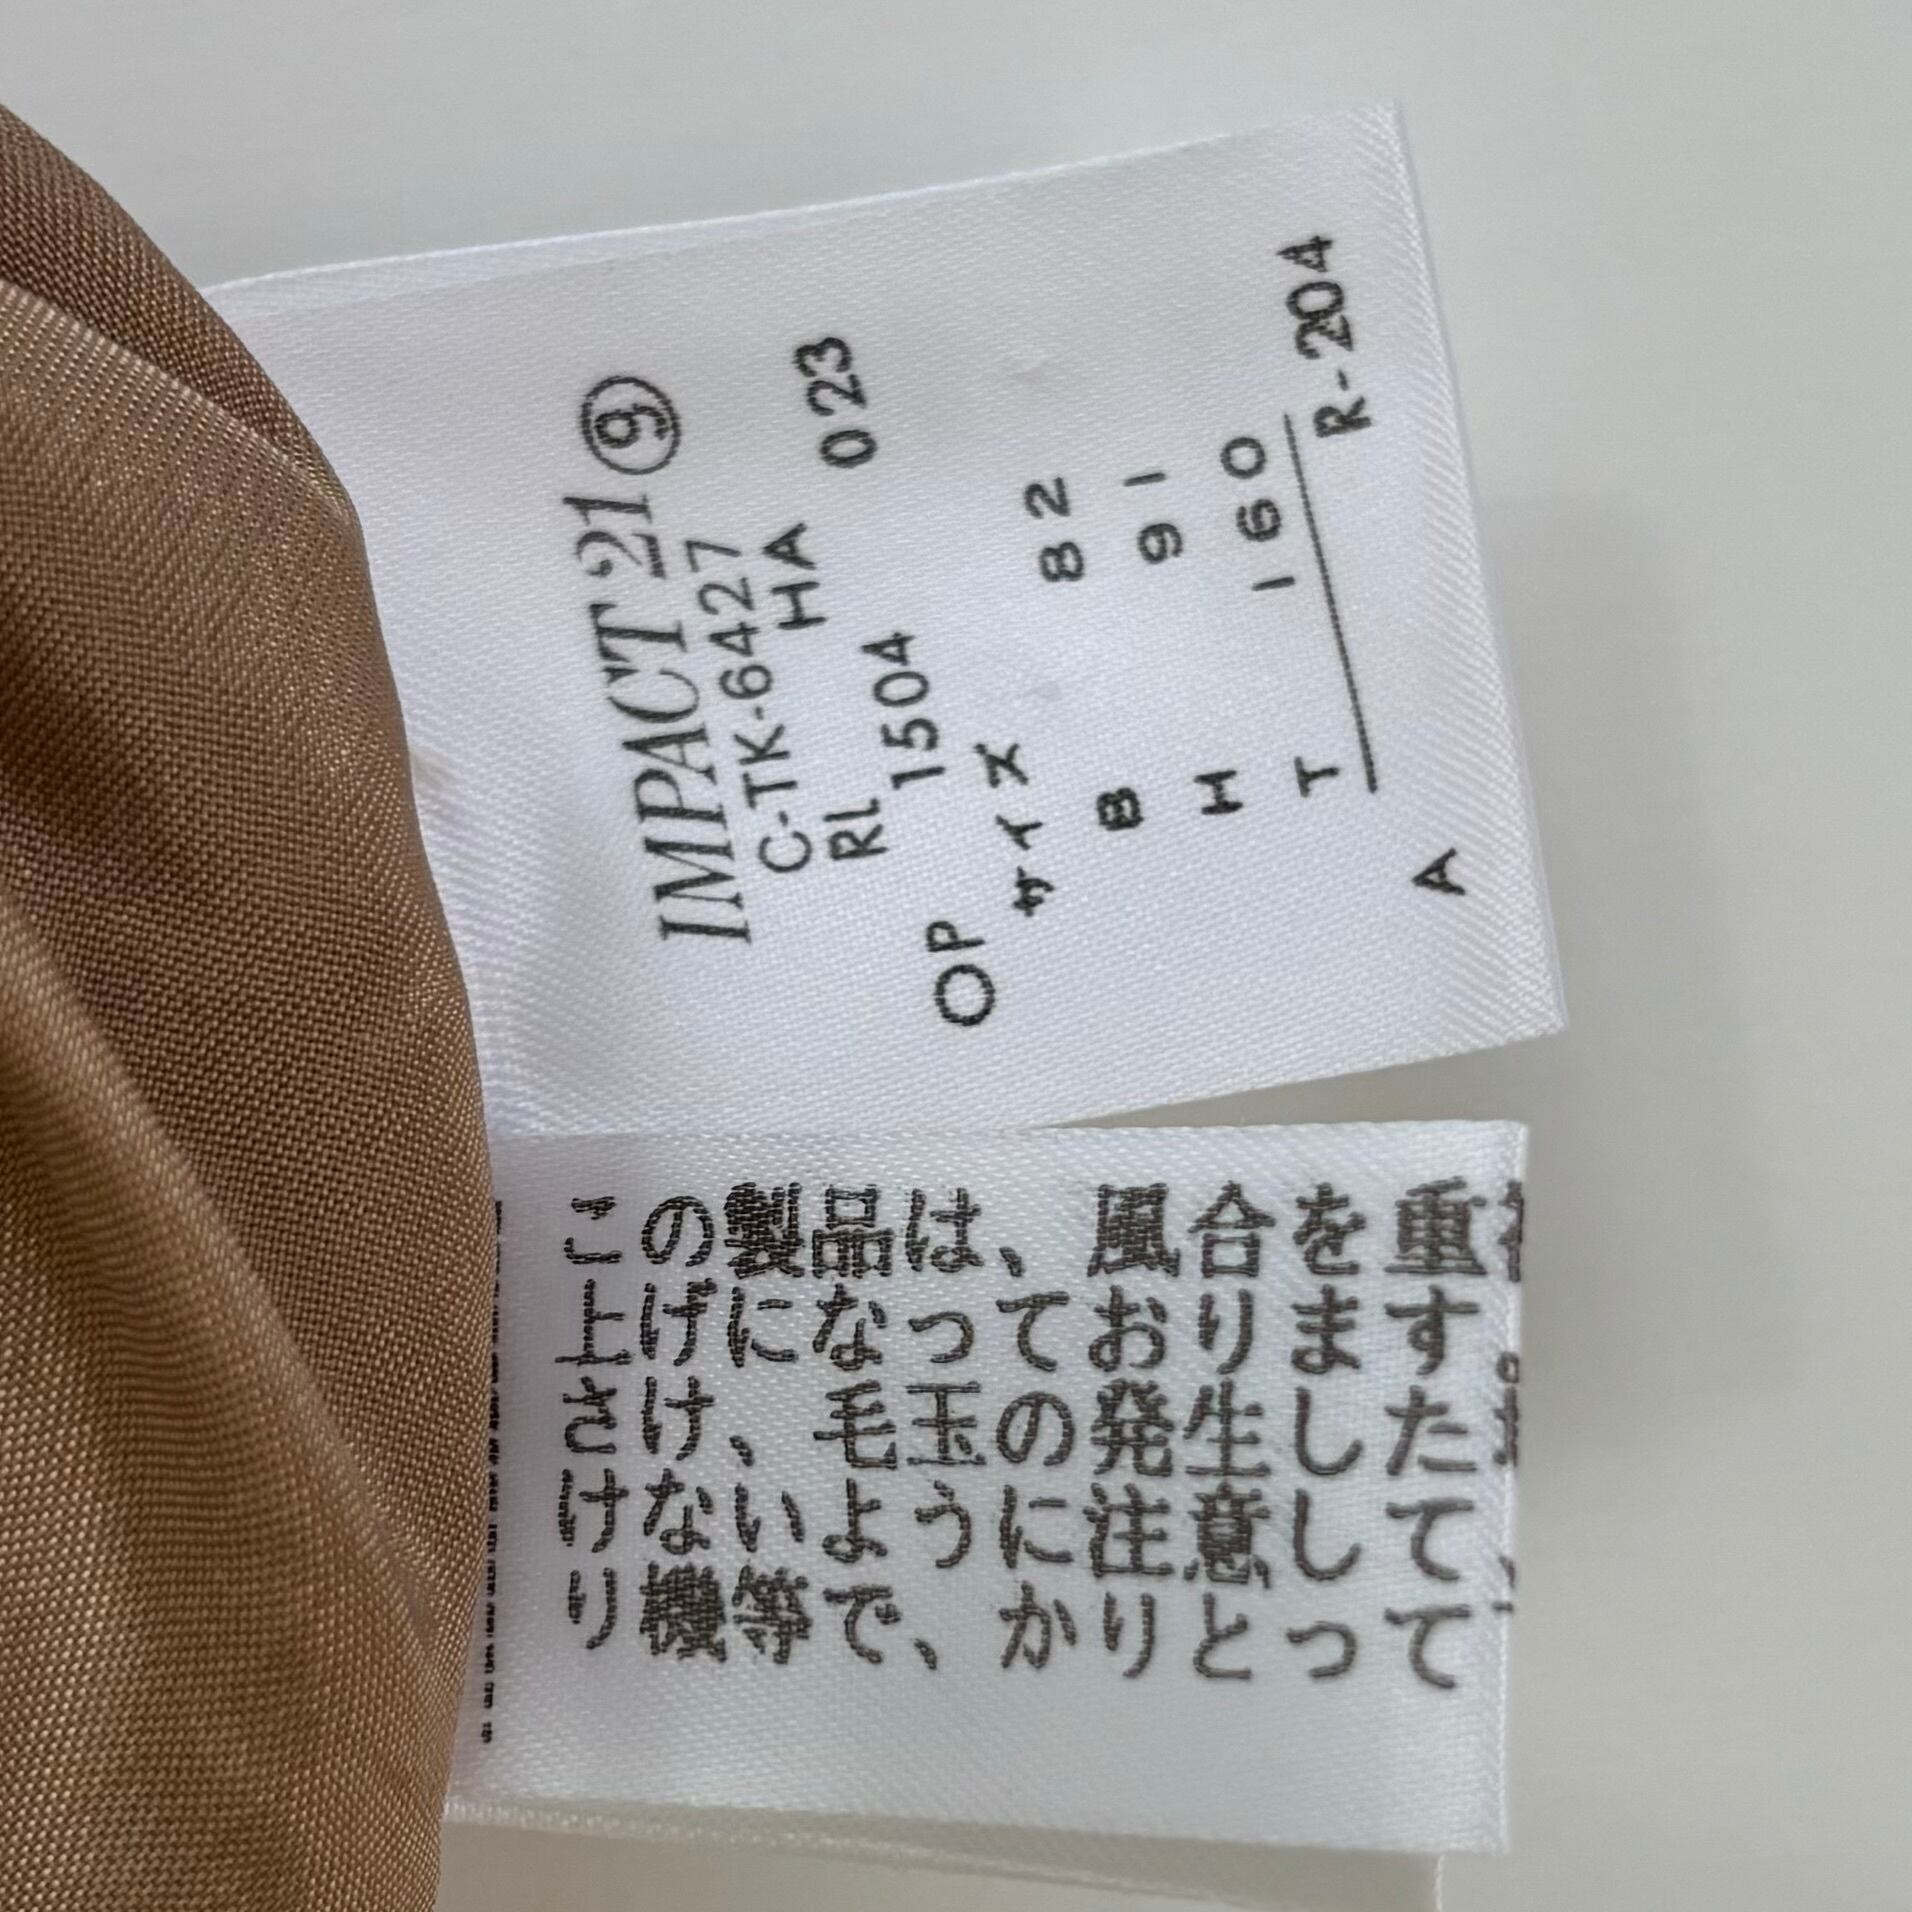 IMPACT 21 ⑨
C-TK-6427
RL HA
OP 1504 023
サイズ
B 82
H 91
T 160
A R-204
この製品は、風合を重
上げになっております。
さけ、毛玉の発生した
けないように注意して
り機等で、かりとって